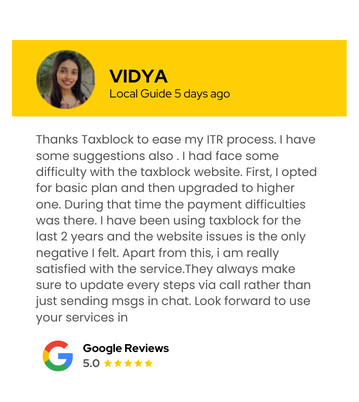 VIDYA
Local Guide 5 days ago
Thanks Taxblock to ease my ITR process. I have
some suggestions also . I had face some
difficulty with the taxblock website. First, I opted
for basic plan and then upgraded to higher
one. During that time the payment difficulties
was there. I have been using taxblock for the
last 2 years and the website issues is the only
negative I felt. Apart from this, i am really
satisfied with the service.They always make
sure to update every steps via call rather than
just sending msgs in chat. Look forward to use
your services in
Google Reviews
5.0